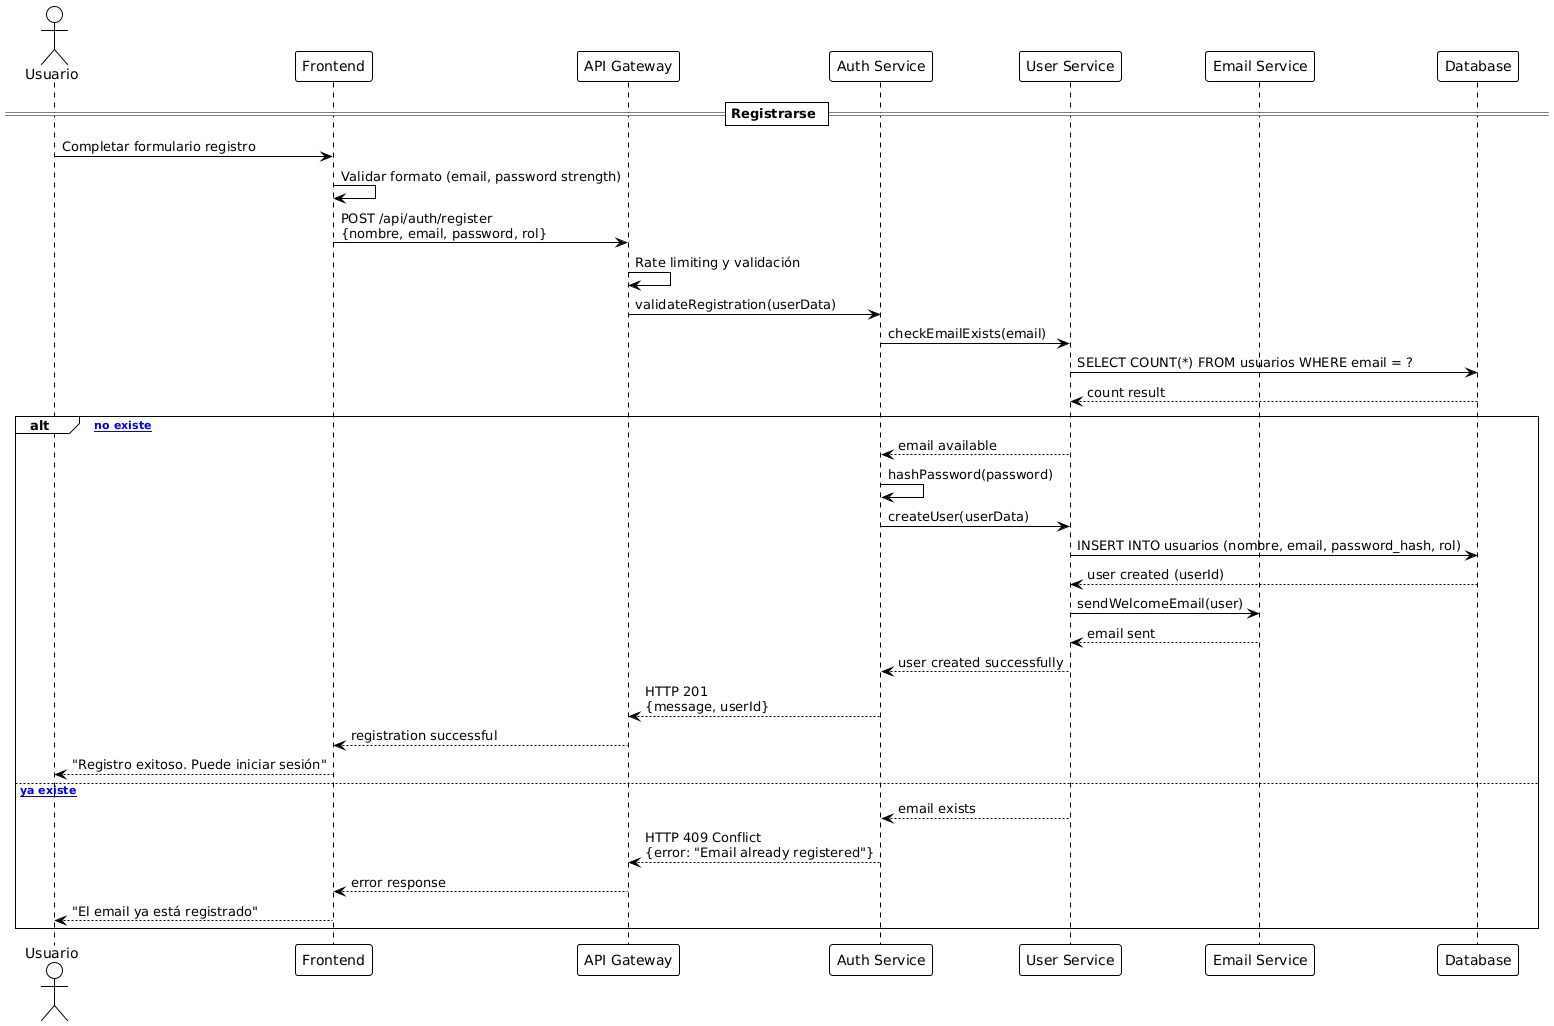 Usuario
Frontend
API Gateway
Auth Service
User Service
Email Service
Database
Registrarse
Completar formulario registro
Validar formato (email, password strength)
POST /api/auth/register
{nombre, email, password, rol}
Rate limiting y validación
validateRegistration(userData)
checkEmailExists(email)
SELECT COUNT(*) FROM usuarios WHERE email = ?
count result
alt
no existe
email available
hashPassword(password)
createUser(userData)
INSERT INTO usuarios (nombre, email, password_hash, rol)
user created (userId)
sendWelcomeEmail(user)
email sent
user created successfully
HTTP 201
{message, userId}
registration successful
"Registro exitoso. Puede iniciar sesión"
ya existe
email exists
HTTP 409 Conflict
{error: "Email already registered"}
error response
"El email ya está registrado"
Usuario
Frontend
API Gateway
Auth Service
User Service
Email Service
Database